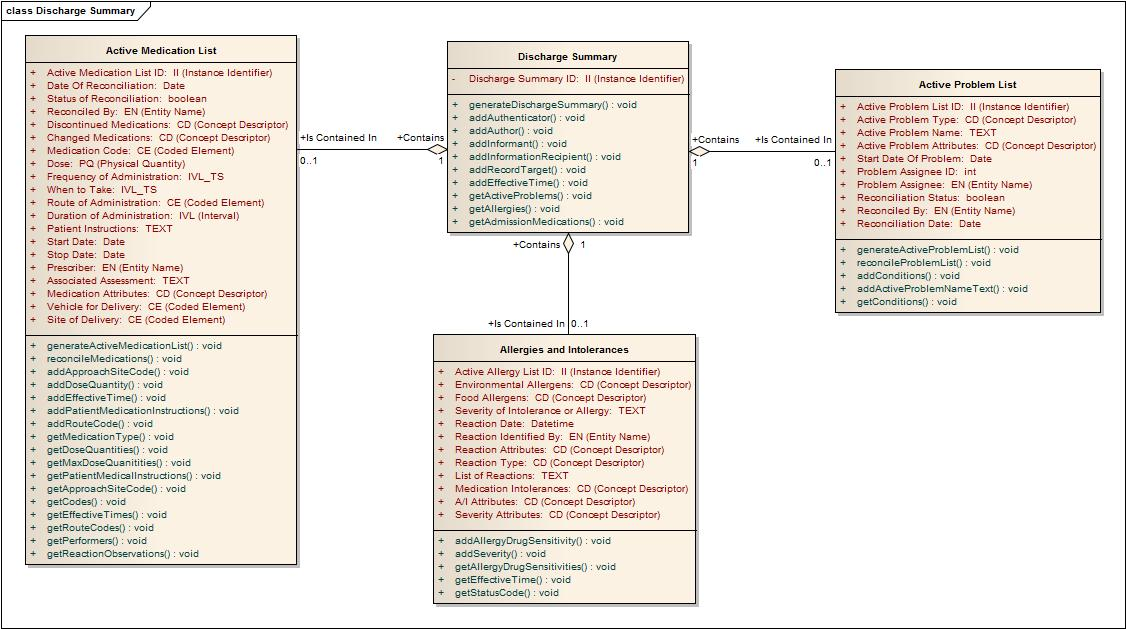 class Discharge Summary
Active Medication List
+ Active Medication List ID: II (Instance Identifier)
+ Date Of Reconciliation: Date
+ Status of Reconciliation: boolean
+ Reconciled By: EN (Entity Name)
+ Discontinued Medications: CD (Concept Descriptor)
+ Changed Medications: CD (Concept Descriptor)
+ Medication Code: CE (Coded Element)
+ Dose: PQ (Physical Quantity)
+ Frequency of Administration: IVL_TS
+ When to Take: IVL_TS
+ Route of Administration: CE (Coded Element)
+ Duration of Administration: IVL (Interval)
+ Patient Instructions: TEXT
+ Start Date: Date
+ Stop Date: Date
+ Prescriber: EN (Entity Name)
+ Associated Assessment: TEXT
+ Medication Attributes: CD (Concept Descriptor)
+ Vehicle for Delivery: CE (Coded Element)
+ Site of Delivery: CE (Coded Element)
+ generateActiveMedicationList() : void
+ reconcileMedications() : void
+ addApproachSiteCode() : void
+ addDoseQuantity() : void
+ addEffectiveTime() : void
+ addPatientMedicationInstructions() : void
+ addRouteCode() : void
+ getMedicationType() : void
+ getDoseQuantities() : void
+ getMaxDoseQuanitities() : void
+ getPatientMedicalInstructions() : void
+ getApproachSiteCode() : void
+ getCodes() : void
+ getEffectiveTimes() : void
+ getRouteCodes() : void
+ getPerformers() : void
+ getReactionObservations() : void
+Is Contained In +Contains
0..1 1
Discharge Summary
- Discharge Summary ID: II (Instance Identifier)
+ generateDischargeSummary() : void
+ addAuthenticator() : void
+ addAuthor() : void
+ addInformant() : void
+ addInformationRecipient() : void
+ addRecordTarget() : void
+ addEffectiveTime() : void
+ getActiveProblems() : void
+ getAllergies() : void
+ getAdmissionMedications() : void
+Contains +Is Contained In
1 0..1
Active Problem List
+ Active Problem List ID: II (Instance Identifier)
+ Active Problem Type: CD (Concept Descriptor)
+ Active Problem Name: TEXT
+ Active Problem Attributes: CD (Concept Descriptor)
+ Start Date Of Problem: Date
+ Problem Assignee ID: int
+ Problem Assignee: EN (Entity Name)
+ Reconciliation Status: boolean
+ Reconciled By: EN (Entity Name)
+ Reconciliation Date: Date
+ generateActiveProblemList() : void
+ reconcileProblemList() : void
+ addConditions() : void
+ addActiveProblemNameText() : void
+ getConditions() : void
+Contains 1
+Is Contained In 0..1
Allergies and Intolerances
+ Active Allergy List ID: II (Instance Identifier)
+ Environmental Allergens: CD (Concept Descriptor)
+ Food Allergens: CD (Concept Descriptor)
+ Severity of Intolerance or Allergy: TEXT
+ Reaction Date: Datetime
+ Reaction Identified By: EN (Entity Name)
+ Reaction Attributes: CD (Concept Descriptor)
+ Reaction Type: CD (Concept Descriptor)
+ List of Reactions: TEXT
+ Medication Intolerances: CD (Concept Descriptor)
+ A/I Attributes: CD (Concept Descriptor)
+ Severity Attributes: CD (Concept Descriptor)
+ addAllergyDrugSensitivity() : void
+ addSeverity() : void
+ getAllergyDrugSensitivities() : void
+ getEffectiveTime() : void
+ getStatusCode() : void